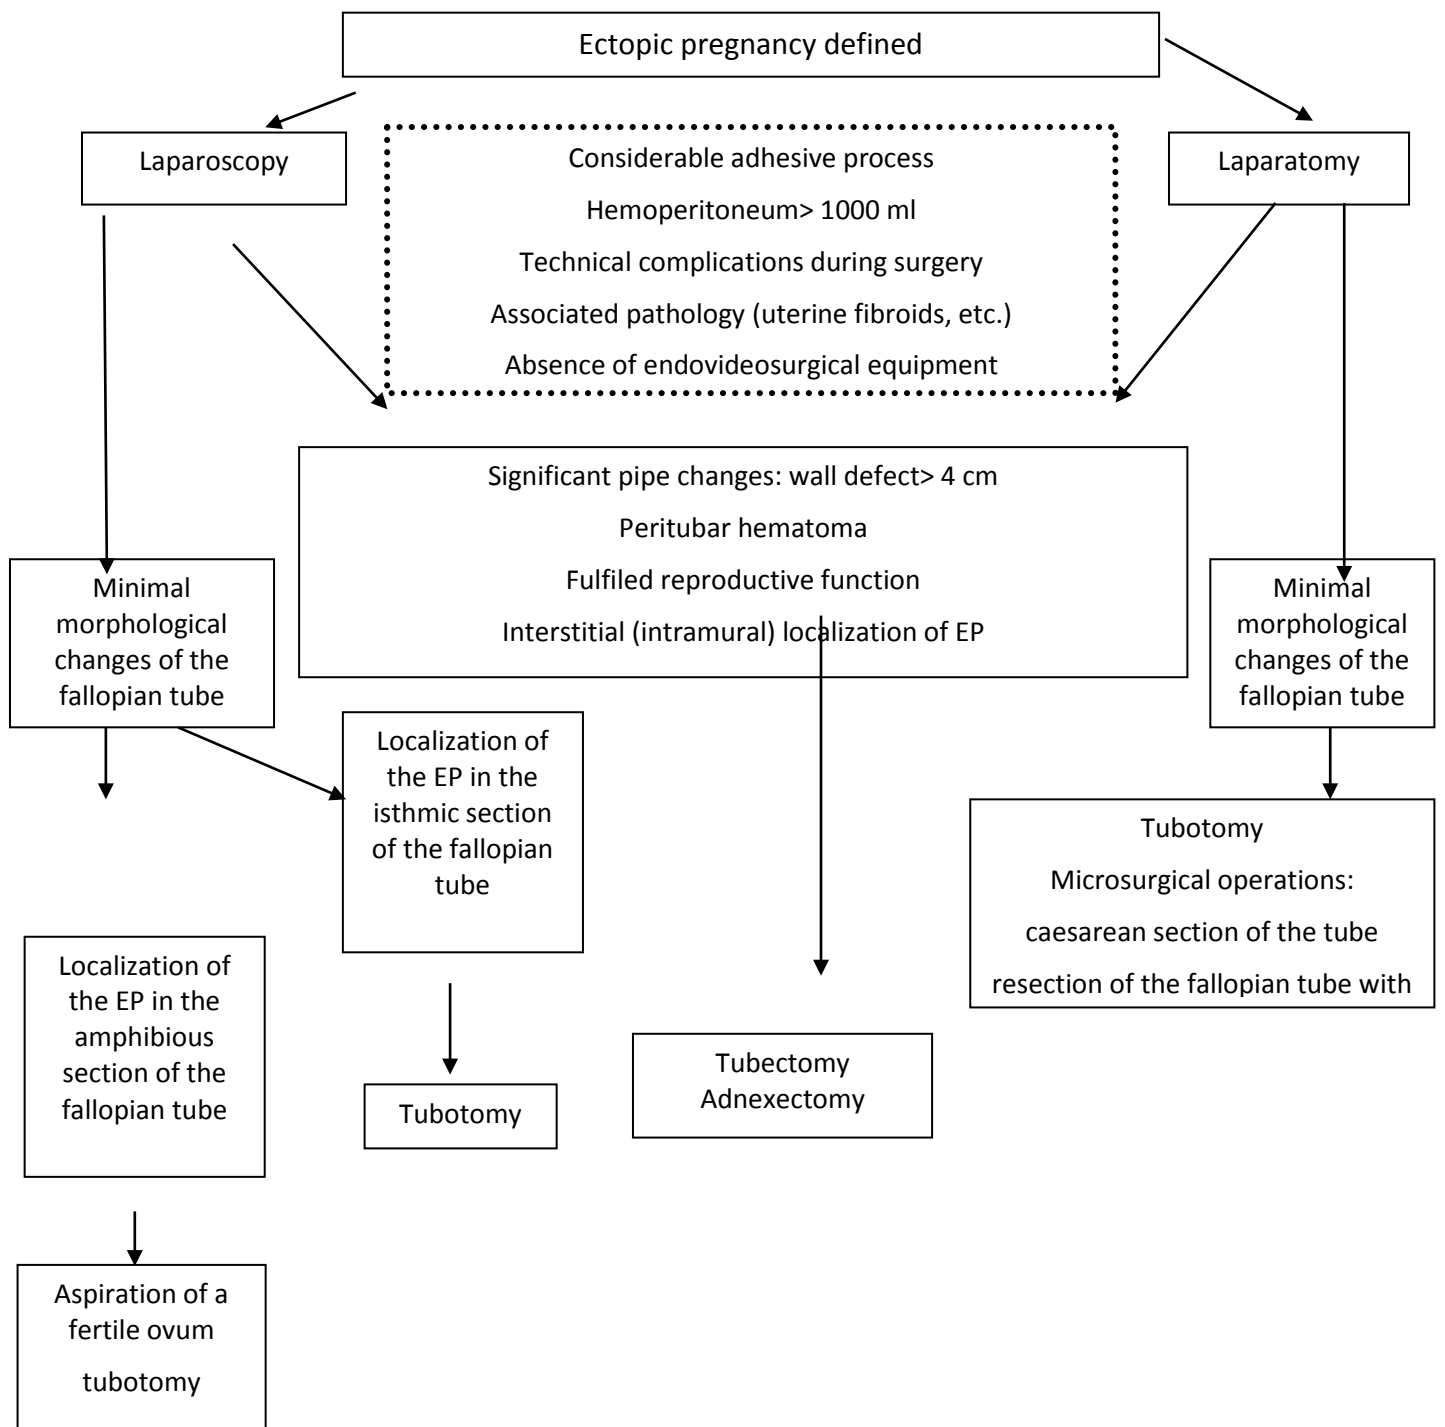 Ectopic pregnancy defined
Laparoscopy
Considerable adhesive process
Hemoperitoneum> 1000 ml
Technical complications during surgery
Associated pathology (uterine fibroids, etc.)
Absence of endovideosurgical equipment
Laparatomy
Significant pipe changes: wall defect> 4 cm
Peritubar hematoma
Fulfiled reproductive function
Interstitial (intramural) localization of EP
Minimal
morphological
changes of the
fallopian tube
Minimal
morphological
changes of the
fallopian tube
Localization of
the EP in the
isthmic section
of the fallopian
tube
Tubotomy
Microsurgical operations:
caesarean section of the tube
resection of the fallopian tube with
Localization of
the EP in the
amphibious
section of the
fallopian tube
Tubotomy
Tubectomy
Adnexectomy
Aspiration of a
fertile ovum
tubotomy